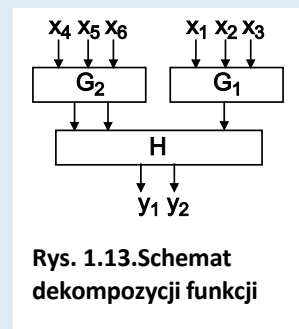 x4 x5 x6 x1 x2 x3
G2 G1
H
y1 y2
Rys. 1.13.Schemat
dekompozycji funkcji